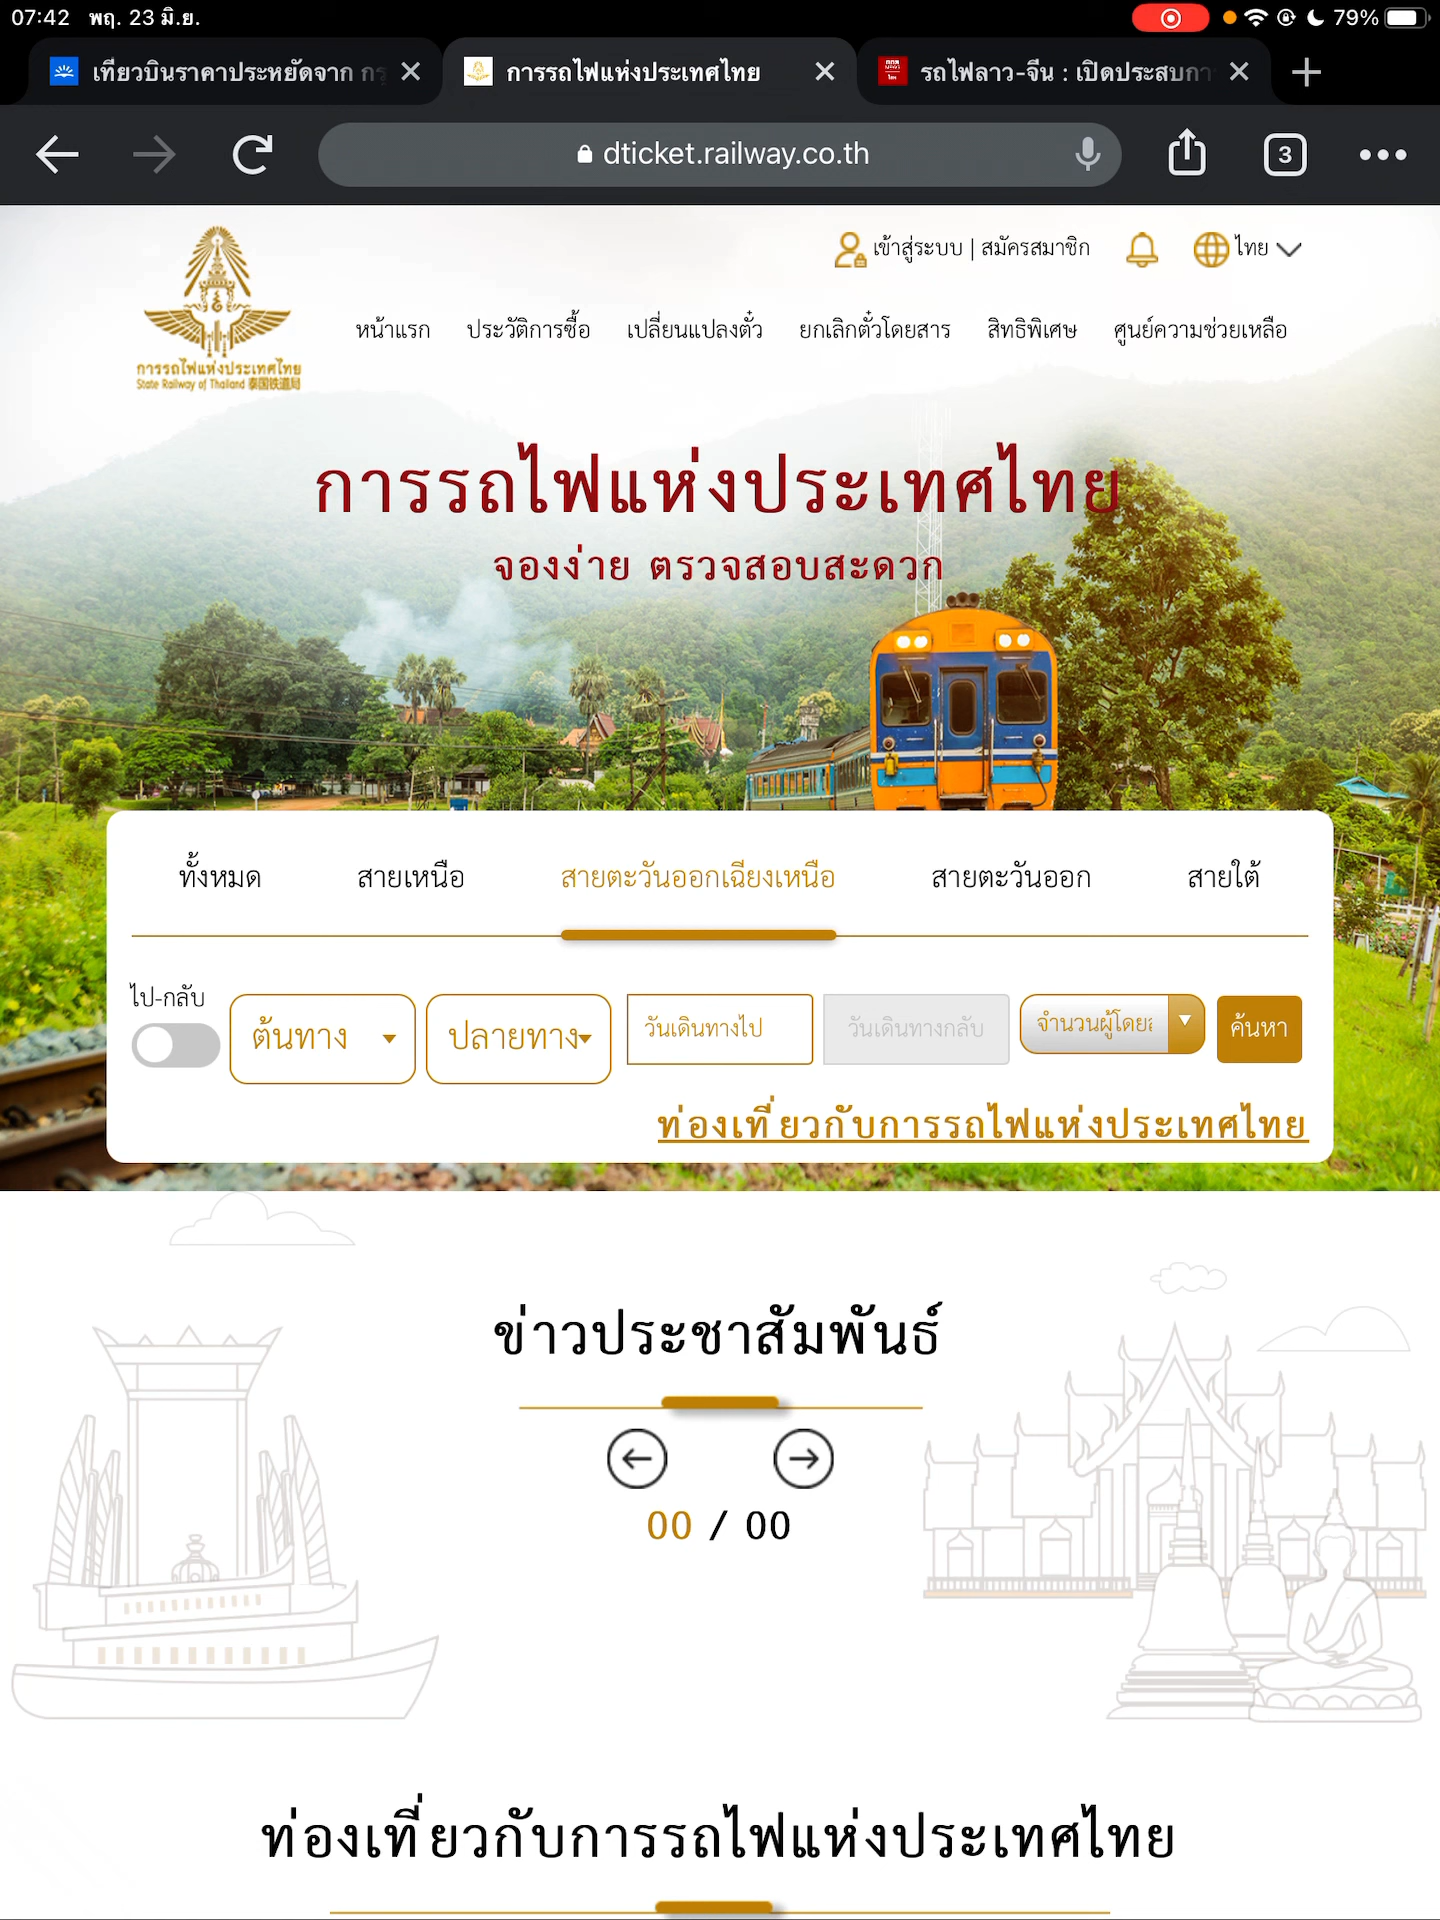 07:42 พฤ. 23 มิ.ย. 79%
เที่ยวบินราคาประหยัดจาก กรุ
การรถไฟแห่งประเทศไทย
รถไฟลาว-จีน : เปิดประสบกา
dticket.railway.co.th
3
เข้าสู่ระบบ | สมัครสมาชิก
ไทย
การรถไฟแห่งประเทศไทย
State Railway of Thailand 泰国铁道局
หน้าแรก ประวัติการซื้อ เปลี่ยนแปลงตั๋ว ยกเลิกตั๋วโดยสาร สิทธิพิเศษ ศูนย์ความช่วยเหลือ
การรถไฟแห่งประเทศไทย
จองง่าย ตรวจสอบสะดวก
ทั้งหมด สายเหนือ สายตะวันออกเฉียงเหนือ สายตะวันออก สายใต้
ไป-กลับ
ต้นทาง ปลายทาง วันเดินทางไป วันเดินทางกลับ จำนวนผู้โดยส ค้นหา
ท่องเที่ยวกับการรถไฟแห่งประเทศไทย
ข่าวประชาสัมพันธ์
00 / 00
ท่องเที่ยวกับการรถไฟแห่งประเทศไทย